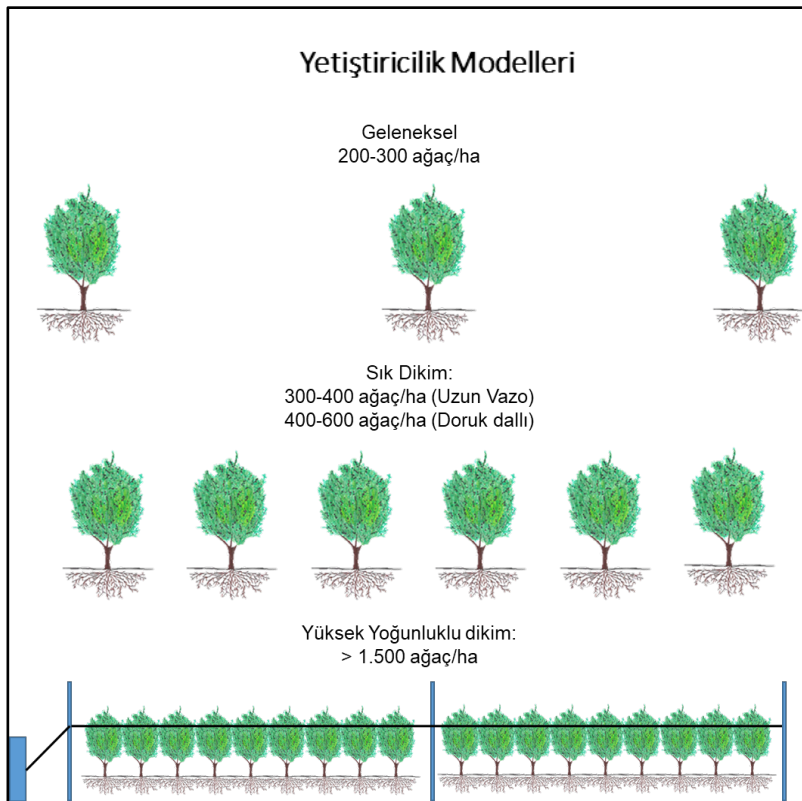 Yetiştiricilik Modelleri
Geleneksel
200-300 ağaç/ha
Sık Dikim:
300-400 ağaç/ha (Uzun Vazo)
400-600 ağaç/ha (Doruk dallı)
Yüksek Yoğunluklu dikim:
> 1.500 ağaç/ha